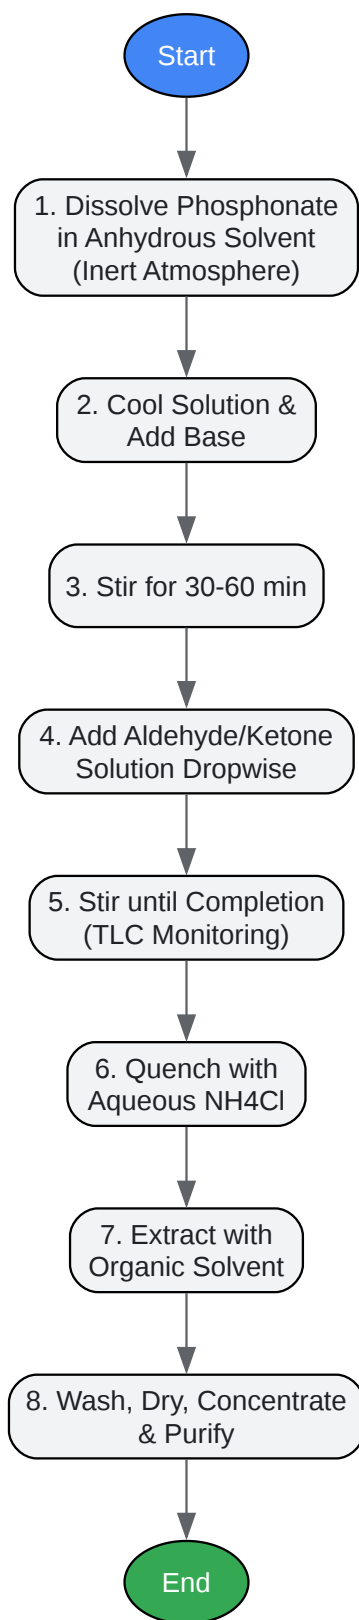 Start
1. Dissolve Phosphonate
in Anhydrous Solvent
(Inert Atmosphere)
2. Cool Solution &
Add Base
3. Stir for 30-60 min
4. Add Aldehyde/Ketone
Solution Dropwise
5. Stir until Completion
(TLC Monitoring)
6. Quench with
Aqueous NH4Cl
7. Extract with
Organic Solvent
8. Wash, Dry, Concentrate
& Purify
End